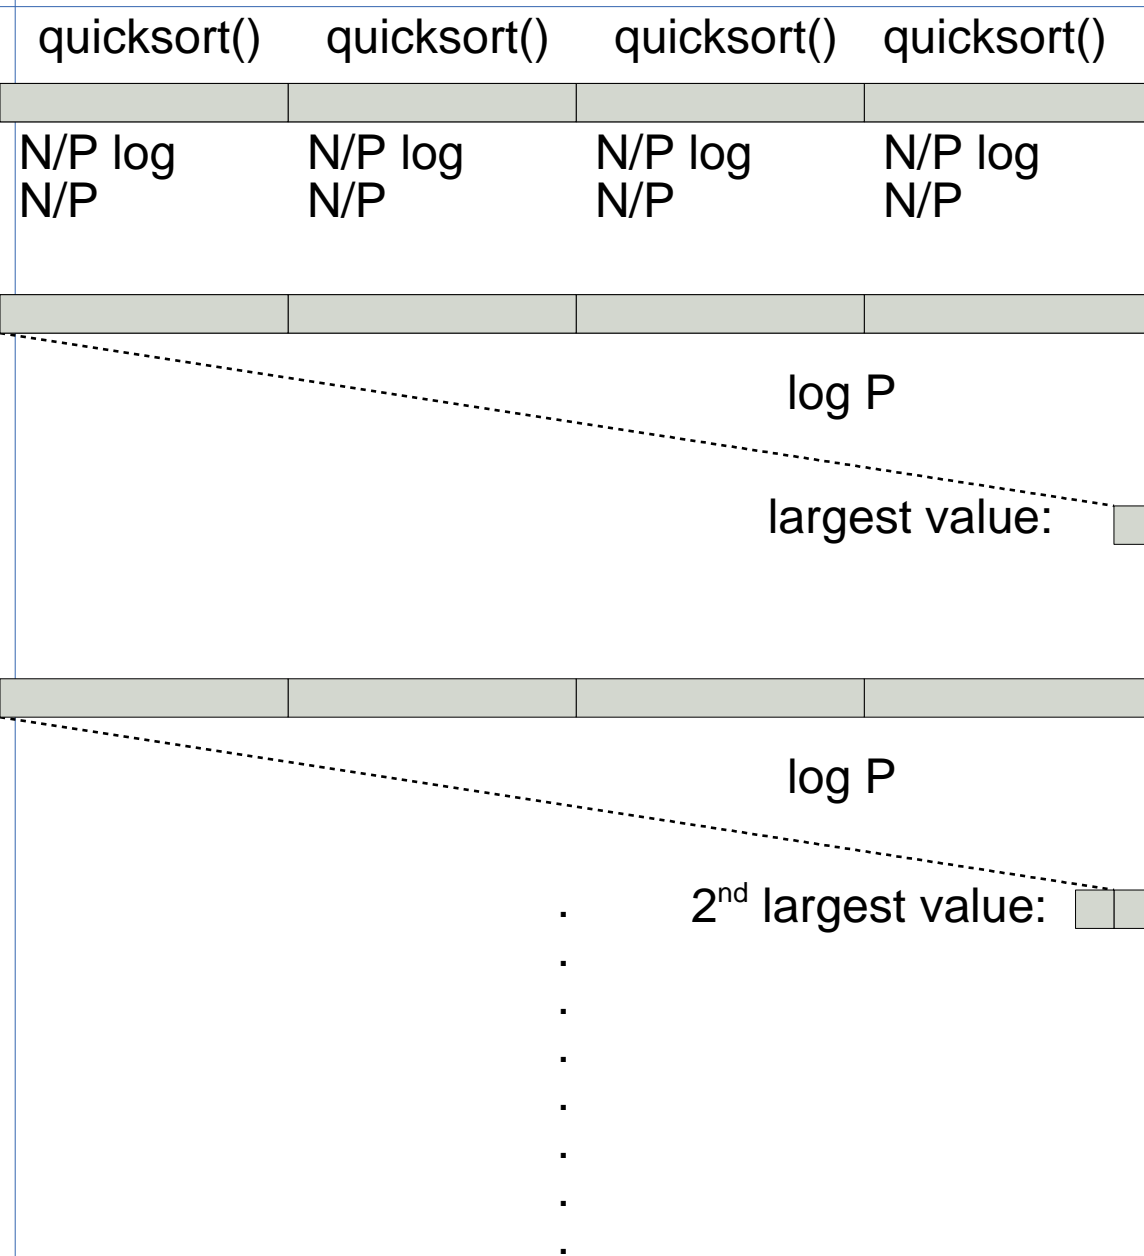 quicksort() quicksort() quicksort() quicksort()
N/P log N/P log N/P log N/P log
N/P N/P N/P N/P
log P
largest value:
log P
2nd largest value:
.
.
.
.
.
.
.
.